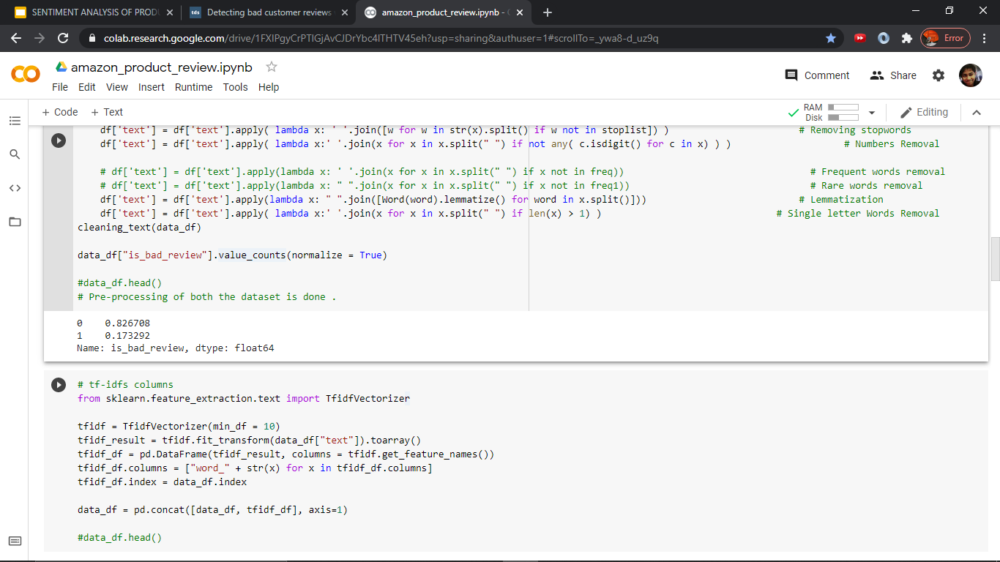 SENTIMENT ANALYSIS OF PROD
Detecting bad customer reviews
amazon_product_review.ipynb -
colab.research.google.com/drive/1FXlPgyCrPTlGjAvCJDrYbc4lTHTV45eh?usp=sharing&authuser=1#scrollTo=_ywa8-d_uz9q
Error
amazon_product_review.ipynb
File Edit View Insert Runtime Tools Help
Comment
Share
+ Code + Text
RAM
Disk
Editing
df['text'] = df['text'].apply( lambda x: ' '.join([w for w in str(x).split() if w not in stoplist]) ) # Removing stopwords
df['text'] = df['text'].apply( lambda x:' '.join(x for x in x.split(" ") if not any( c.isdigit() for c in x) ) ) # Numbers Removal
# df['text'] = df['text'].apply(lambda x: ' '.join(x for x in x.split(" ") if x not in freq)) # Frequent words removal
# df['text'] = df['text'].apply(lambda x: " ".join(x for x in x.split(" ") if x not in freq1)) # Rare words removal
df['text'] = df['text'].apply(lambda x: " ".join([Word(word).lemmatize() for word in x.split()])) # Lemmatization
df['text'] = df['text'].apply( lambda x:' '.join(x for x in x.split(" ") if len(x) > 1) ) # Single letter Words Removal
cleaning_text(data_df)
data_df["is_bad_review"].value_counts(normalize = True)
#data_df.head()
# Pre-processing of both the dataset is done .
0 0.826708
1 0.173292
Name: is_bad_review, dtype: float64
# tf-idfs columns
from sklearn.feature_extraction.text import TfidfVectorizer
tfidf = TfidfVectorizer(min_df = 10)
tfidf_result = tfidf.fit_transform(data_df["text"]).toarray()
tfidf_df = pd.DataFrame(tfidf_result, columns = tfidf.get_feature_names())
tfidf_df.columns = ["word_" + str(x) for x in tfidf_df.columns]
tfidf_df.index = data_df.index
data_df = pd.concat([data_df, tfidf_df], axis=1)
#data_df.head()